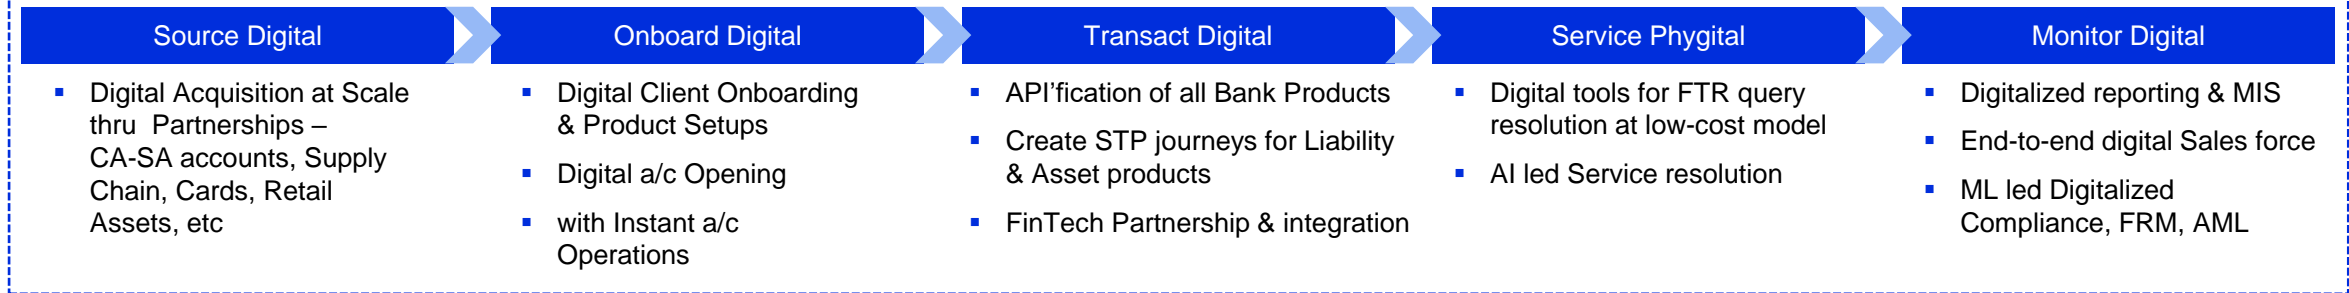 Source Digital
Digital Acquisition at Scale
thru Partnerships –
CA-SA accounts, Supply
Chain, Cards, Retail
Assets, etc
Onboard Digital
Digital Client Onboarding
& Product Setups
Digital a/c Opening
with Instant a/c
Operations
Transact Digital
API’fication of all Bank Products
Create STP journeys for Liability
& Asset products
FinTech Partnership & integration
Service Phygital
Digital tools for FTR query
resolution at low-cost model
AI led Service resolution
Monitor Digital
Digitalized reporting & MIS
End-to-end digital Sales force
ML led Digitalized
Compliance, FRM, AML